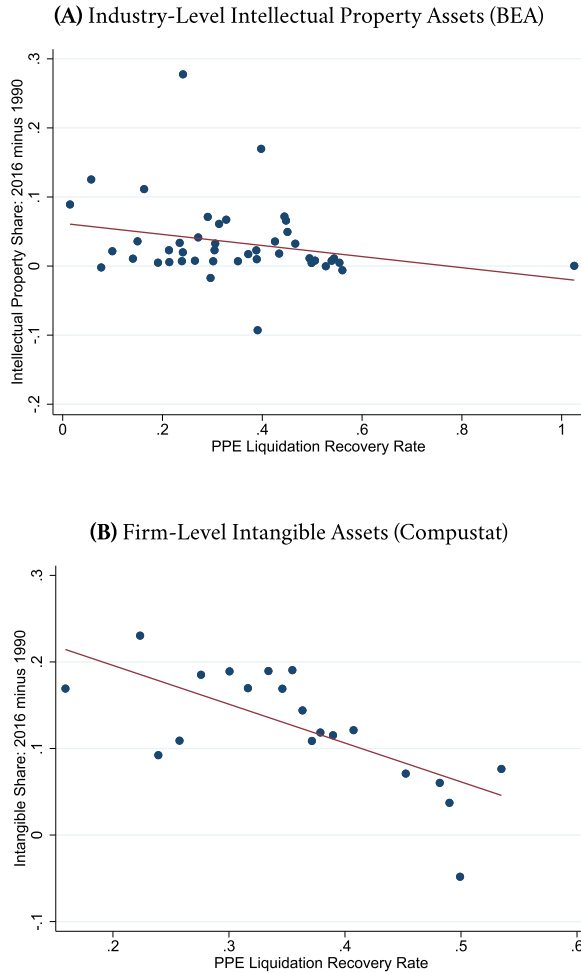 (A) Industry-Level Intellectual Property Assets (BEA)
Intellectual Property Share: 2016 minus 1990
.3
.2
.1
0
-.1
-.2
0 .2 .4 .6 .8 1
PPE Liquidation Recovery Rate
(B) Firm-Level Intangible Assets (Compustat)
Intangible Share: 2016 minus 1990
.3
.2
.1
0
-.1
.2 .3 .4 .5 .6
PPE Liquidation Recovery Rate